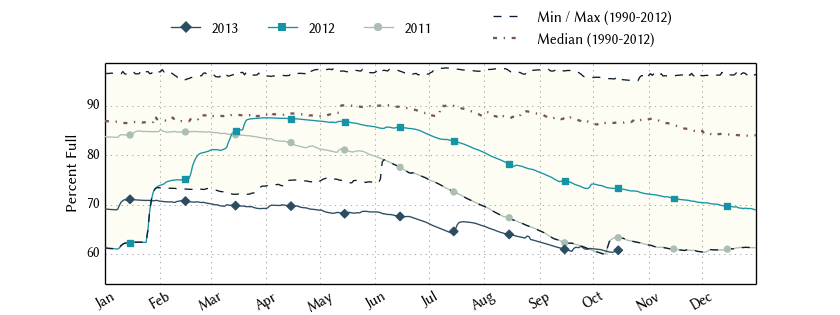 2013 2012 2011 Min / Max (1990-2012)
Median (1990-2012)
Percent Full
90
80
70
60
Jan Feb Mar Apr May Jun Jul Aug Sep Oct Nov Dec